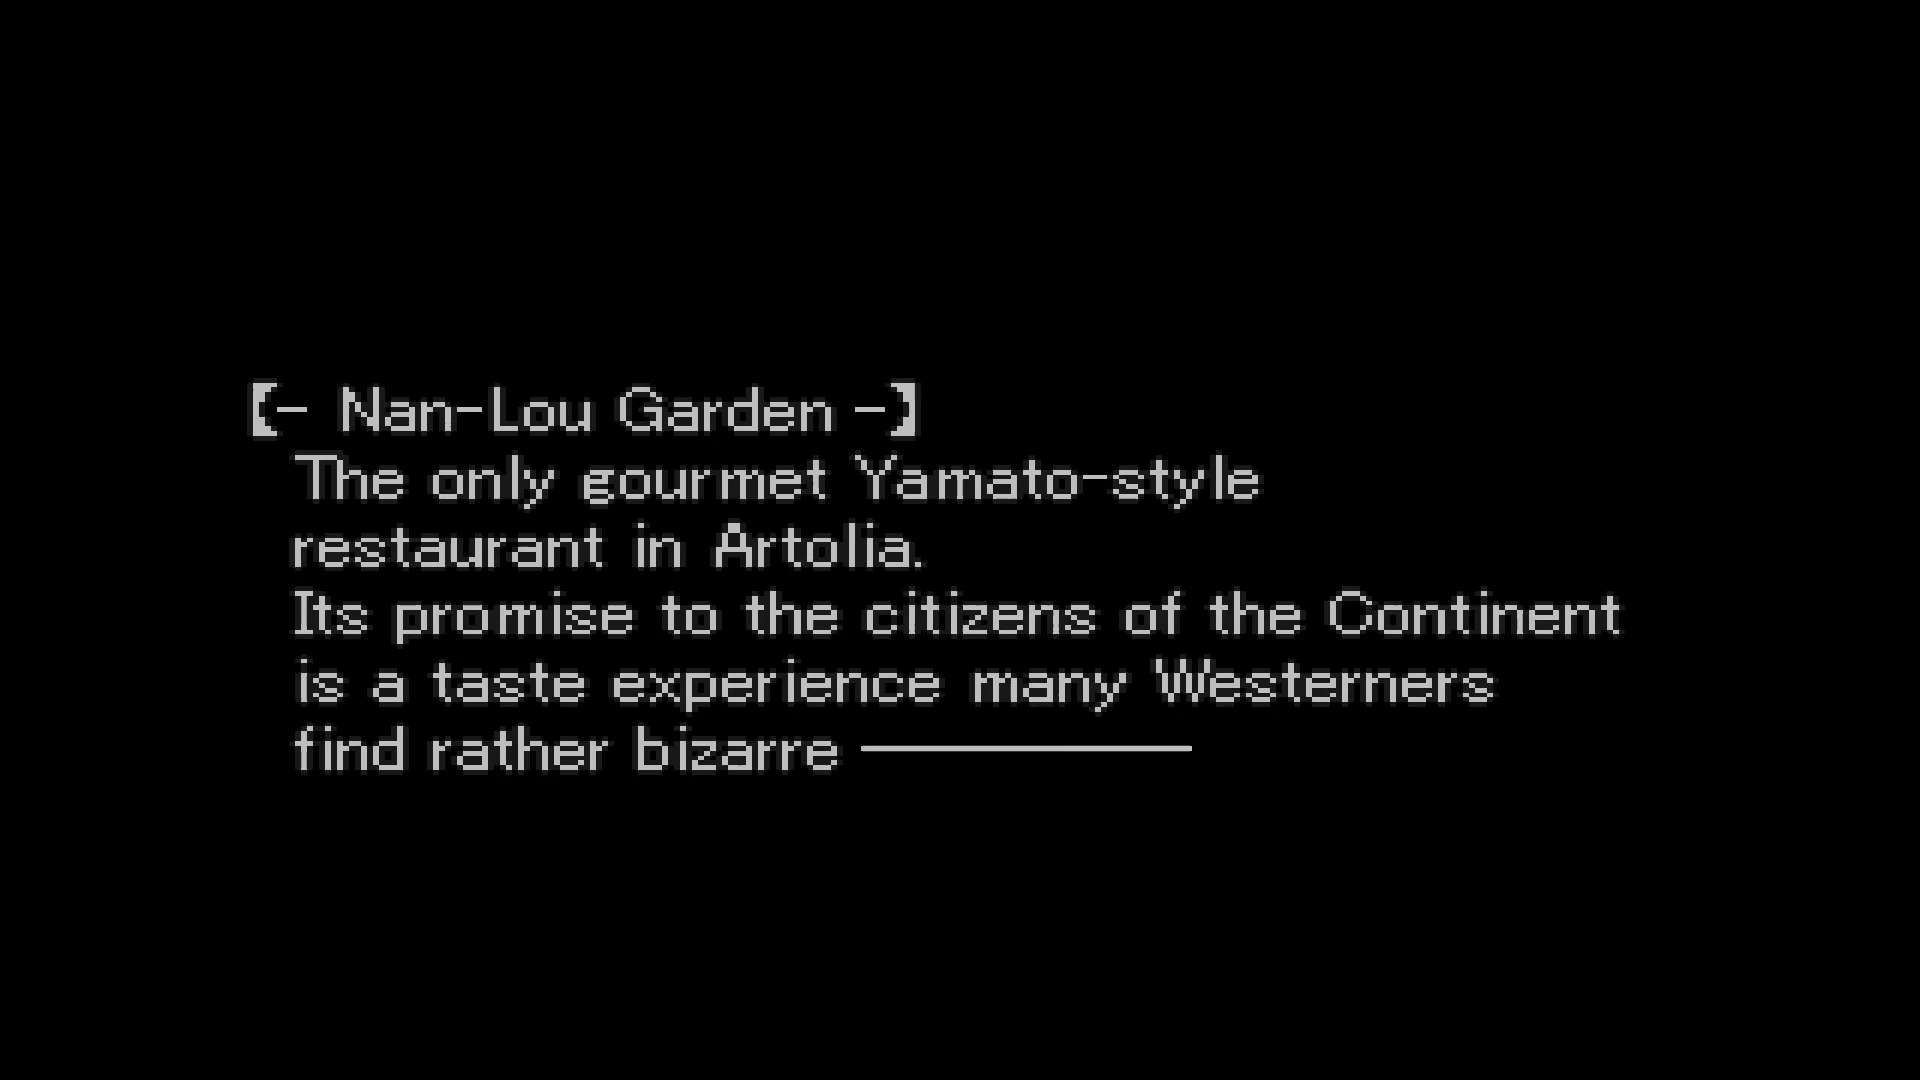 【- Nan-Lou Garden -】
The only gourmet Yamato-style
restaurant in Artolia.
Its promise to the citizens of the Continent
is a taste experience many Westerners
find rather bizarre ―――――